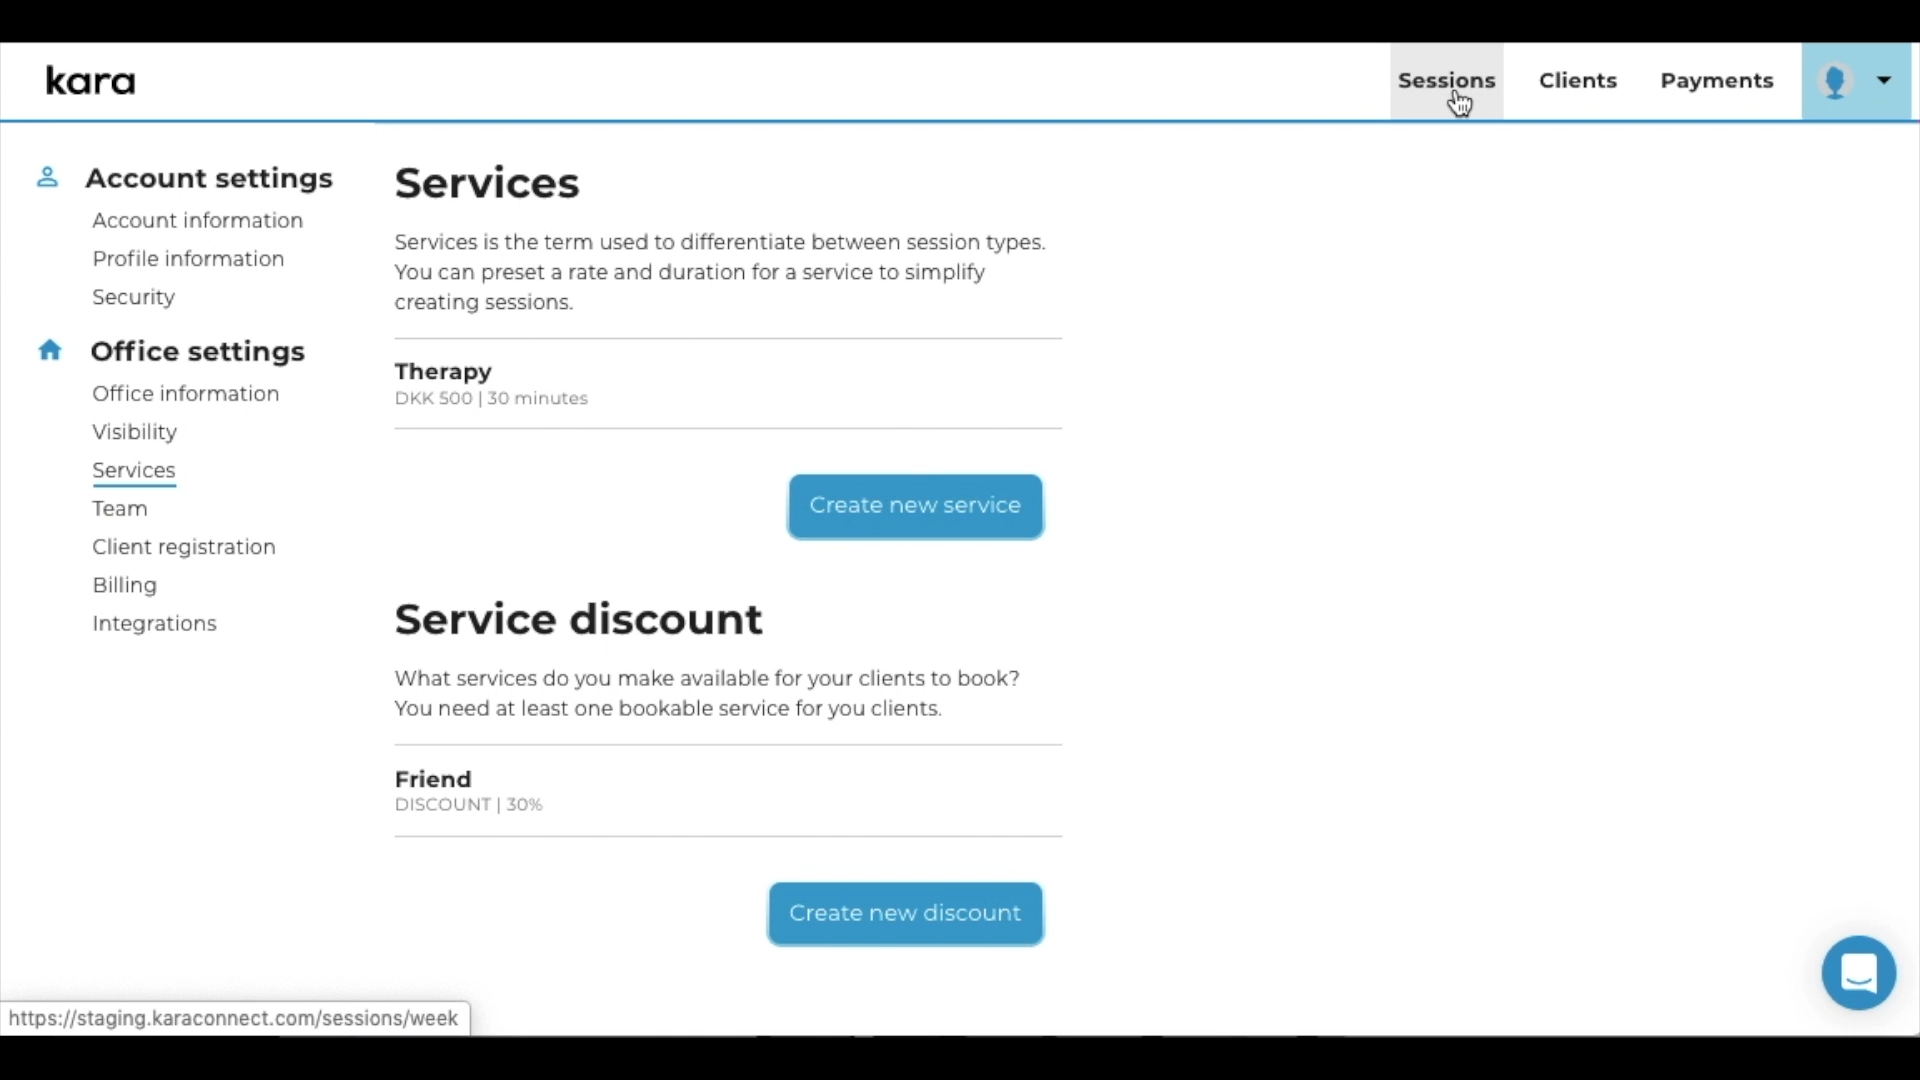 kara
Sessions
Clients
Payments
Account settings
Account information
Profile information
Security
Office settings
Office information
Visibility
Services
Team
Client registration
Billing
Integrations
Services
Services is the term used to differentiate between session types.
You can preset a rate and duration for a service to simplify
creating sessions.
Therapy
DKK 500 | 30 minutes
Create new service
Service discount
What services do you make available for your clients to book?
You need at least one bookable service for you clients.
Friend
DISCOUNT | 30%
Create new discount
https://staging.karaconnect.com/sessions/week